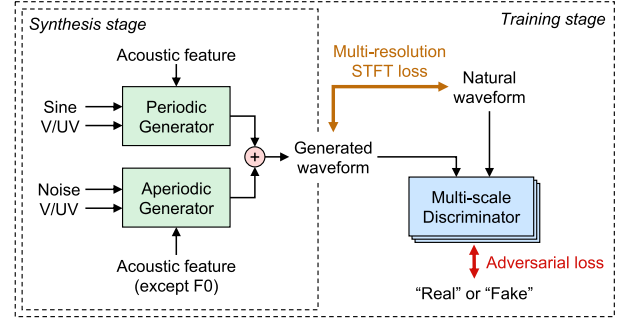 Synthesis stage
Training stage
Acoustic feature
Sine
V/UV
Periodic
Generator
Noise
V/UV
Aperiodic
Generator
Acoustic feature
(except F0)
+
Generated
waveform
Multi-resolution
STFT loss
Natural
waveform
Multi-scale
Discriminator
Adversarial loss
“Real” or “Fake”